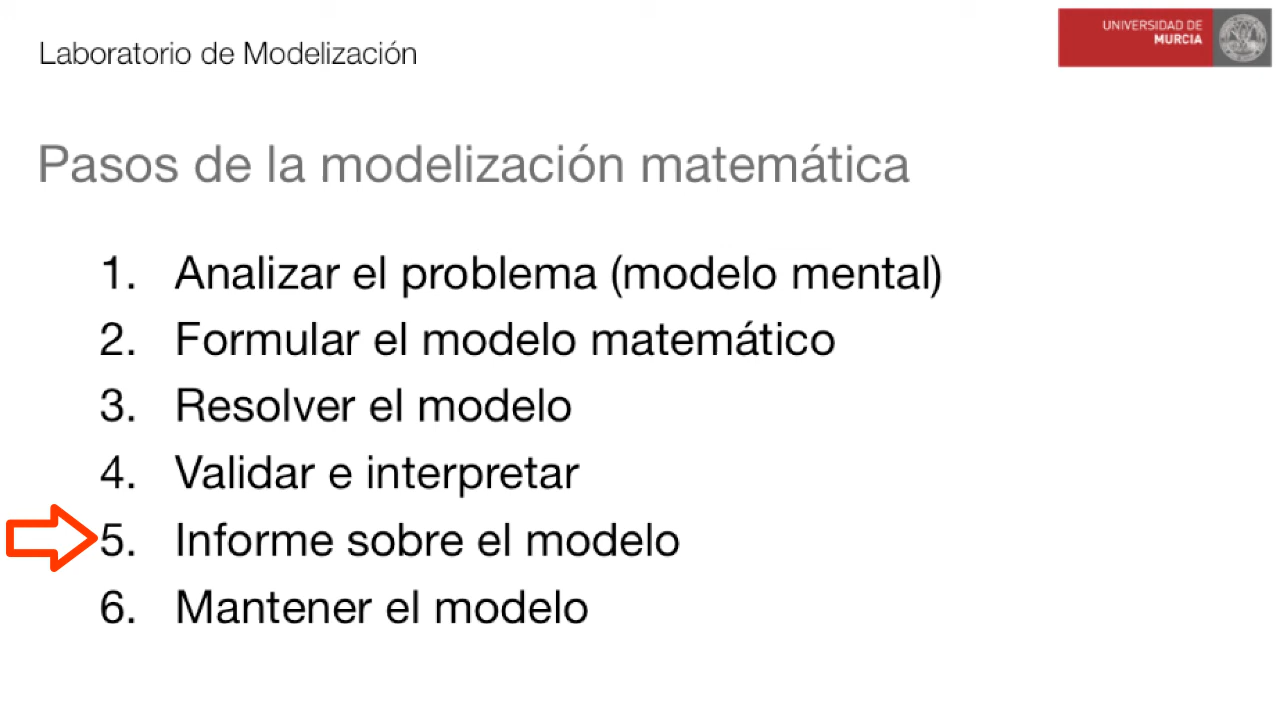 Laboratorio de Modelización
UNIVERSIDAD DE
MURCIA
Pasos de la modelización matemática
1. Analizar el problema (modelo mental)
2. Formular el modelo matemático
3. Resolver el modelo
4. Validar e interpretar
5. Informe sobre el modelo
6. Mantener el modelo